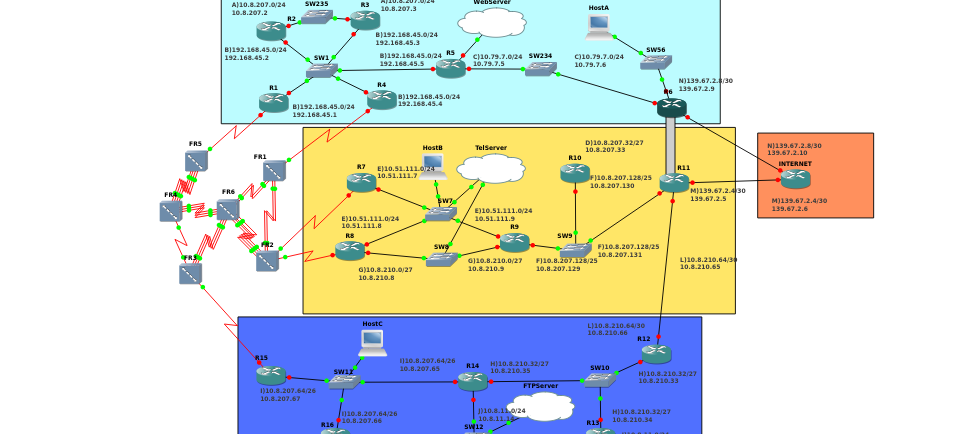 A)10.8.207.0/24
10.8.207.2
R2
SW235
R3
A)10.8.207.0/24
10.8.207.3
WebServer
HostA
B)192.168.45.0/24
192.168.45.2
B)192.168.45.0/24
192.168.45.3
SW1
B)192.168.45.0/24
192.168.45.5
R5
C)10.79.7.0/24
10.79.7.5
SW234
C)10.79.7.0/24
10.79.7.6
SW56
N)139.67.2.8/30
139.67.2.9
R6
R1
R4
B)192.168.45.0/24
192.168.45.4
B)192.168.45.0/24
192.168.45.1
FR5
FR1
FR4
FR6
FR3
FR2
HostB
TelServer
R7
E)10.51.111.0/24
10.51.111.7
SW7
E)10.51.111.0/24
10.51.111.8
R8
E)10.51.111.0/24
10.51.111.9
R9
SW8
G)10.8.210.0/27
10.8.210.8
G)10.8.210.0/27
10.8.210.9
D)10.8.207.32/27
10.8.207.33
R10
F)10.8.207.128/25
10.8.207.130
SW9
F)10.8.207.128/25
10.8.207.131
F)10.8.207.128/25
10.8.207.129
R11
M)139.67.2.4/30
139.67.2.5
L)10.8.210.64/30
10.8.210.65
N)139.67.2.8/30
139.67.2.10
INTERNET
M)139.67.2.4/30
139.67.2.6
HostC
R15
I)10.8.207.64/26
10.8.207.67
I)10.8.207.64/26
10.8.207.65
I)10.8.207.64/26
10.8.207.66
R16
R14
H)10.8.210.32/27
10.8.210.35
FTPServer
J)10.8.11.0/24
SW12
SW10
L)10.8.210.64/30
10.8.210.66
R12
H)10.8.210.32/27
10.8.210.33
H)10.8.210.32/27
10.8.210.34
R13